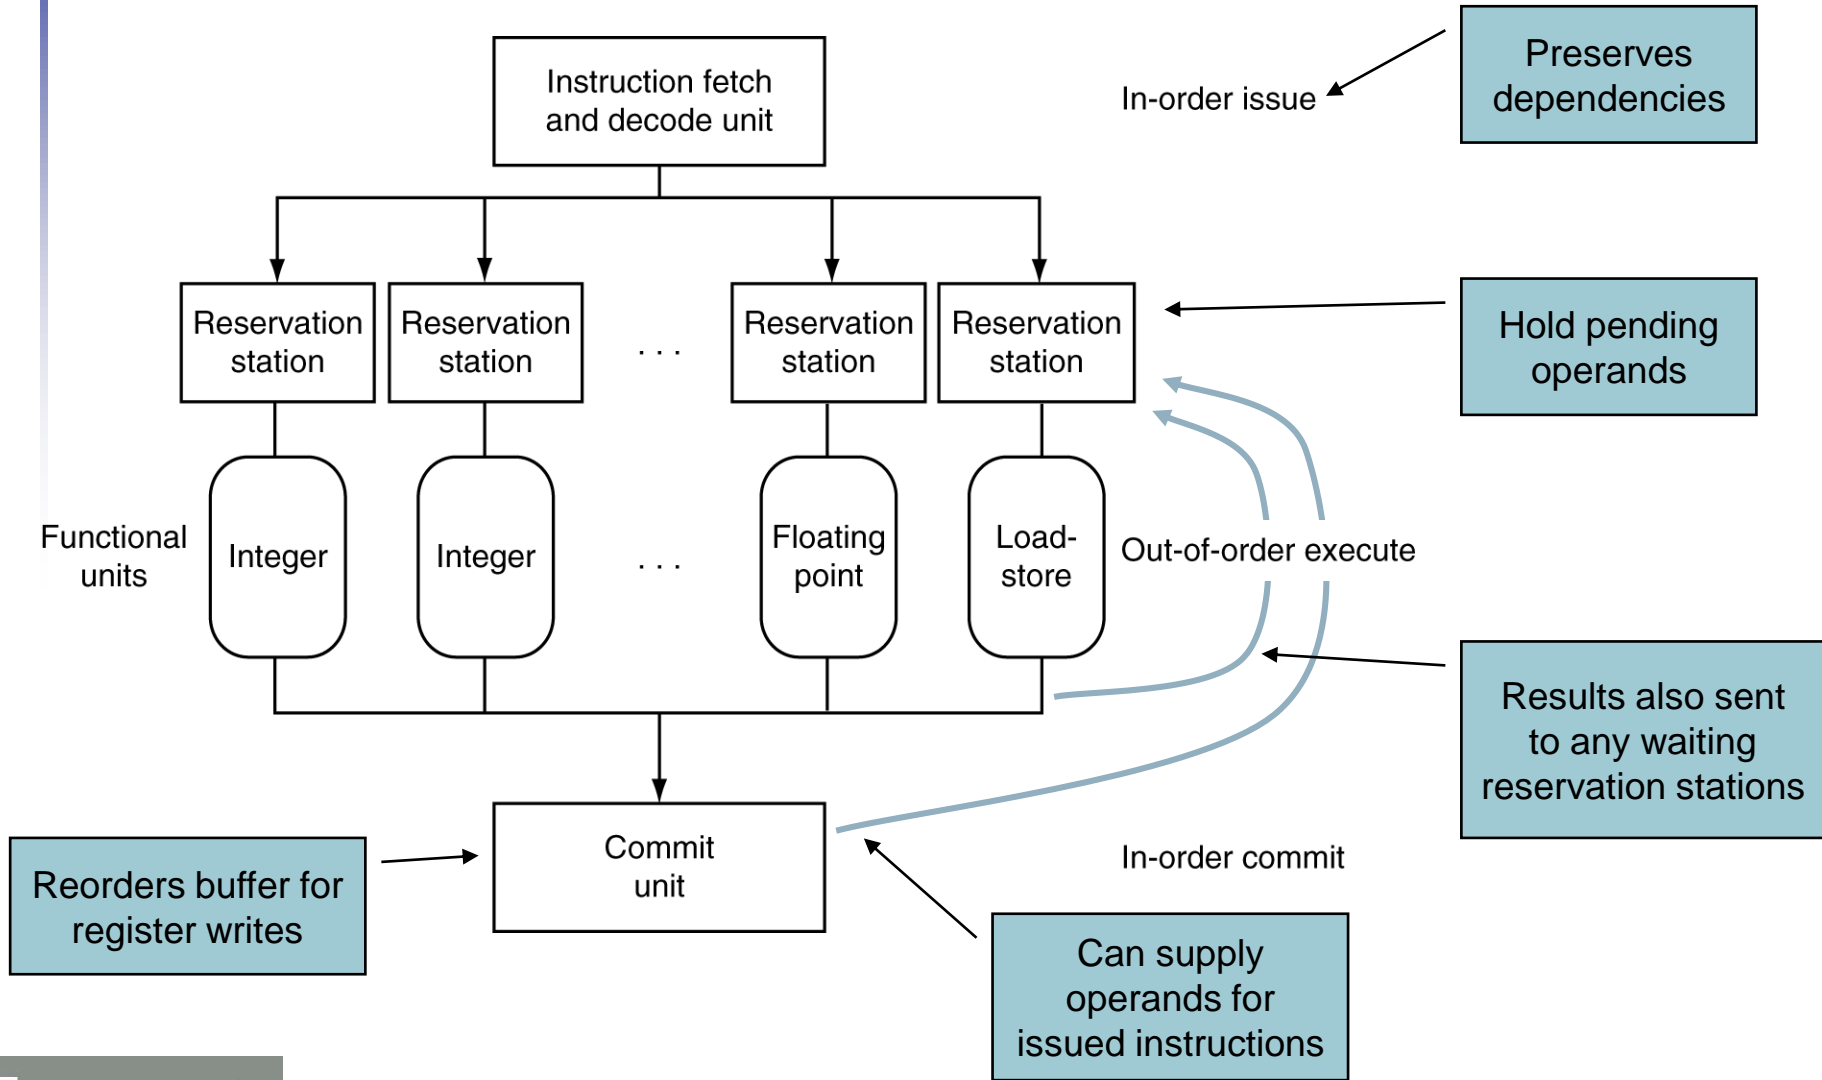 Instruction fetch
and decode unit
In-order issue
Preserves
dependencies
Reservation
station
Reservation
station
. . .
Reservation
station
Reservation
station
Hold pending
operands
Functional
units
Integer
Integer
. . .
Floating
point
Load-
store
Out-of-order execute
Results also sent
to any waiting
reservation stations
Commit
unit
In-order commit
Reorders buffer for
register writes
Can supply
operands for
issued instructions